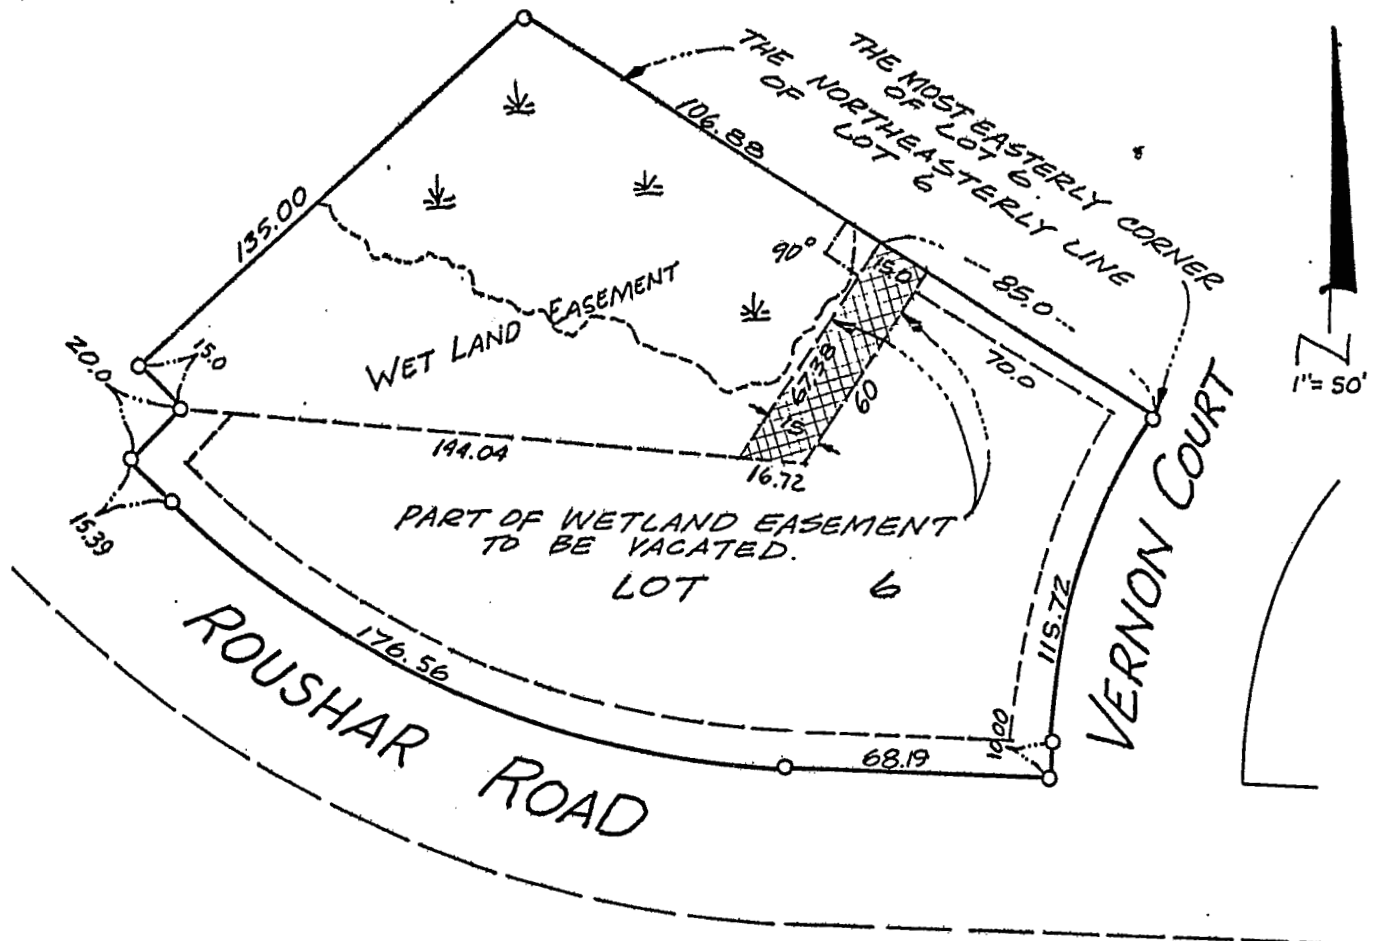 THE MOST EASTERLY CORNER
OF LOT 6.
THE NORTHEASTERLY LINE
OF LOT 6
106.88
135.00
90°
15.0
85.0
70.0
WET LAND EASEMENT
20.0
15.0
67.38
60
15
144.04
16.72
15.39
PART OF WETLAND EASEMENT
TO BE VACATED.
LOT 6
176.56
68.19
10.00
115.72
ROUSHAR ROAD
VERNON COURT
1"= 50'